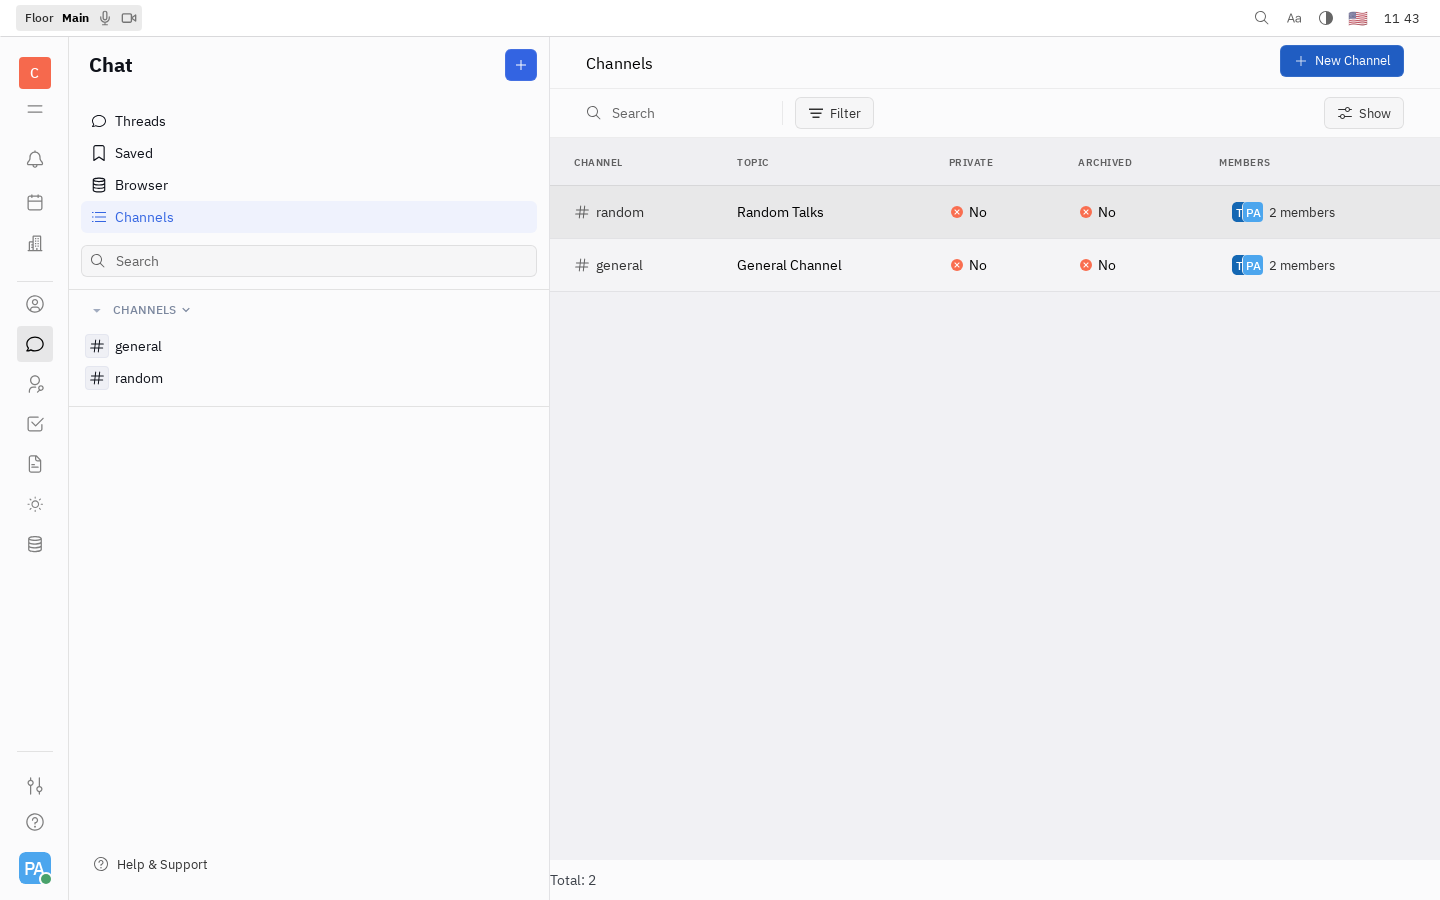 Floor Main
Aa
11 43
C
Chat
Channels
New Channel
Threads
Saved
Browser
Channels
Search
Search
Filter
Show
CHANNEL TOPIC PRIVATE ARCHIVED MEMBERS
random Random Talks No No T PA 2 members
general General Channel No No T PA 2 members
CHANNELS
general
random
Help & Support
PA
Total: 2